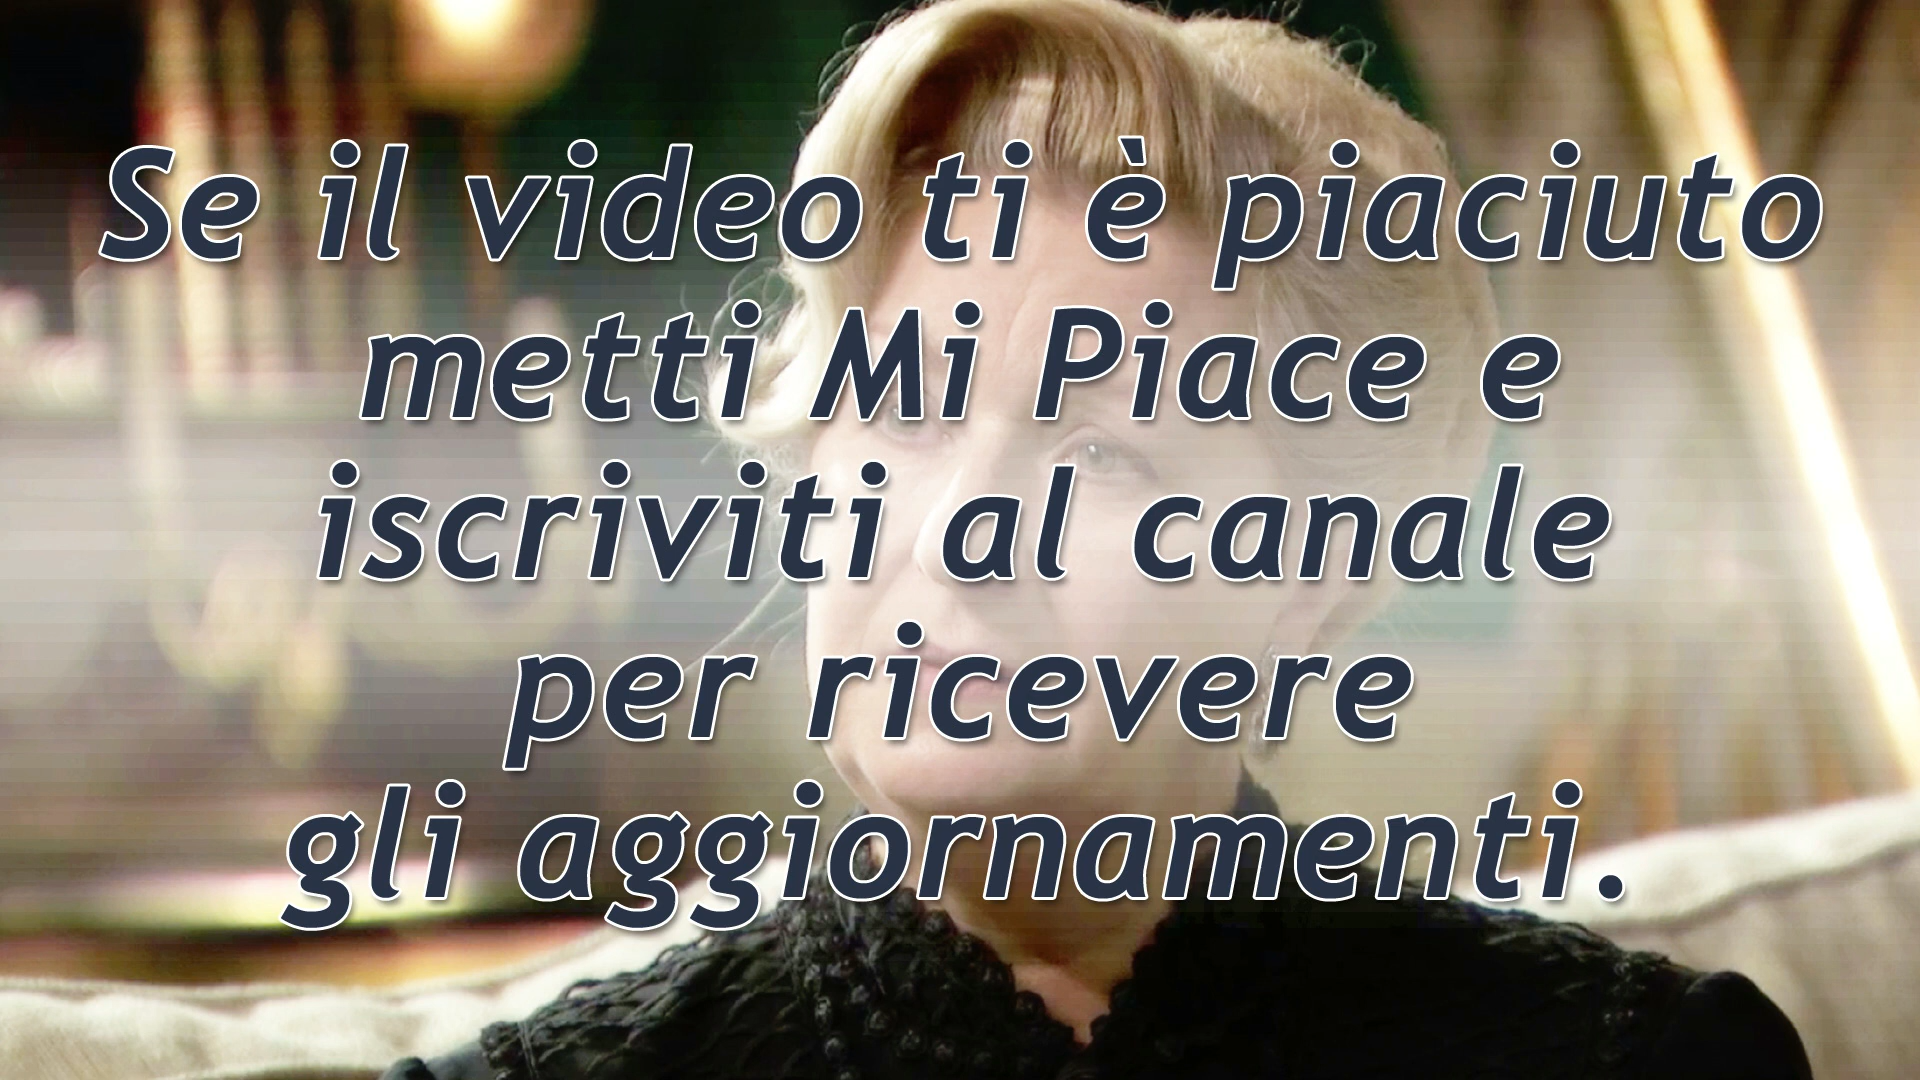 Se il video ti è piaciuto
metti Mi Piace e
iscriviti al canale
per ricevere
gli aggiornamenti.